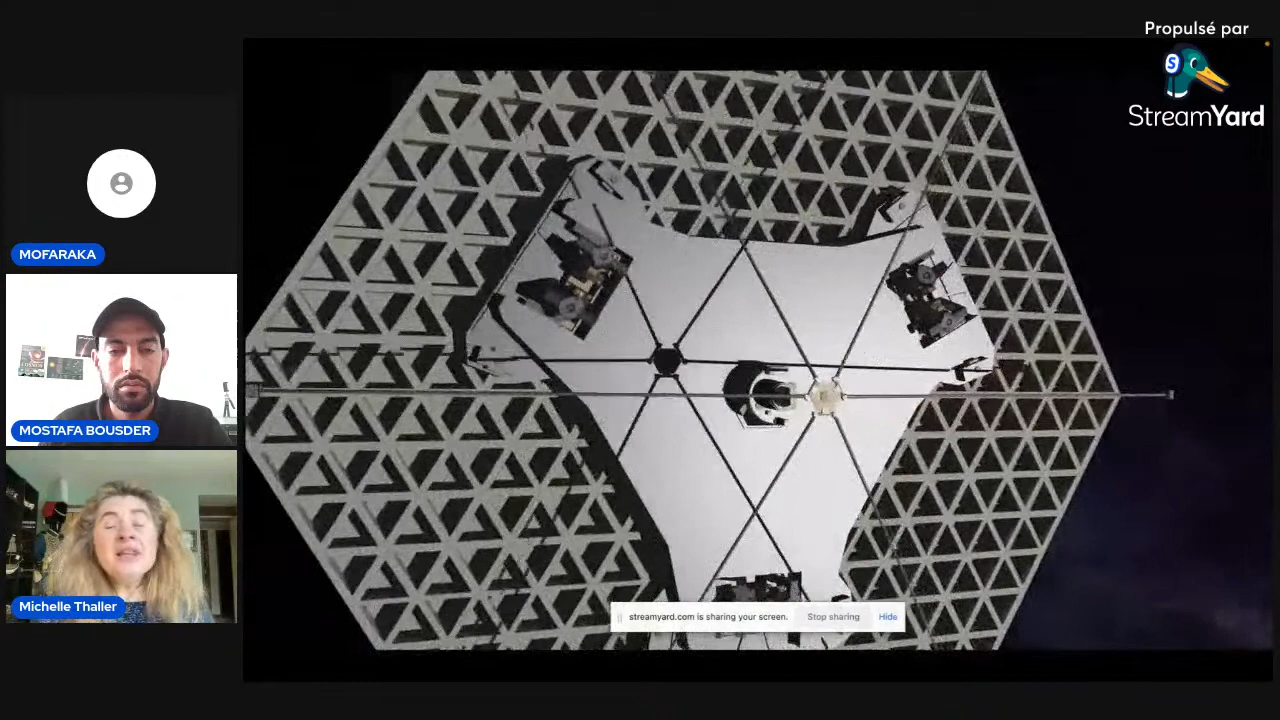 Propulsé par
StreamYard
MOFARAKA
MOSTAFA BOUSDER
Michelle Thaller
streamyard.com is sharing your screen.
Stop sharing
Hide